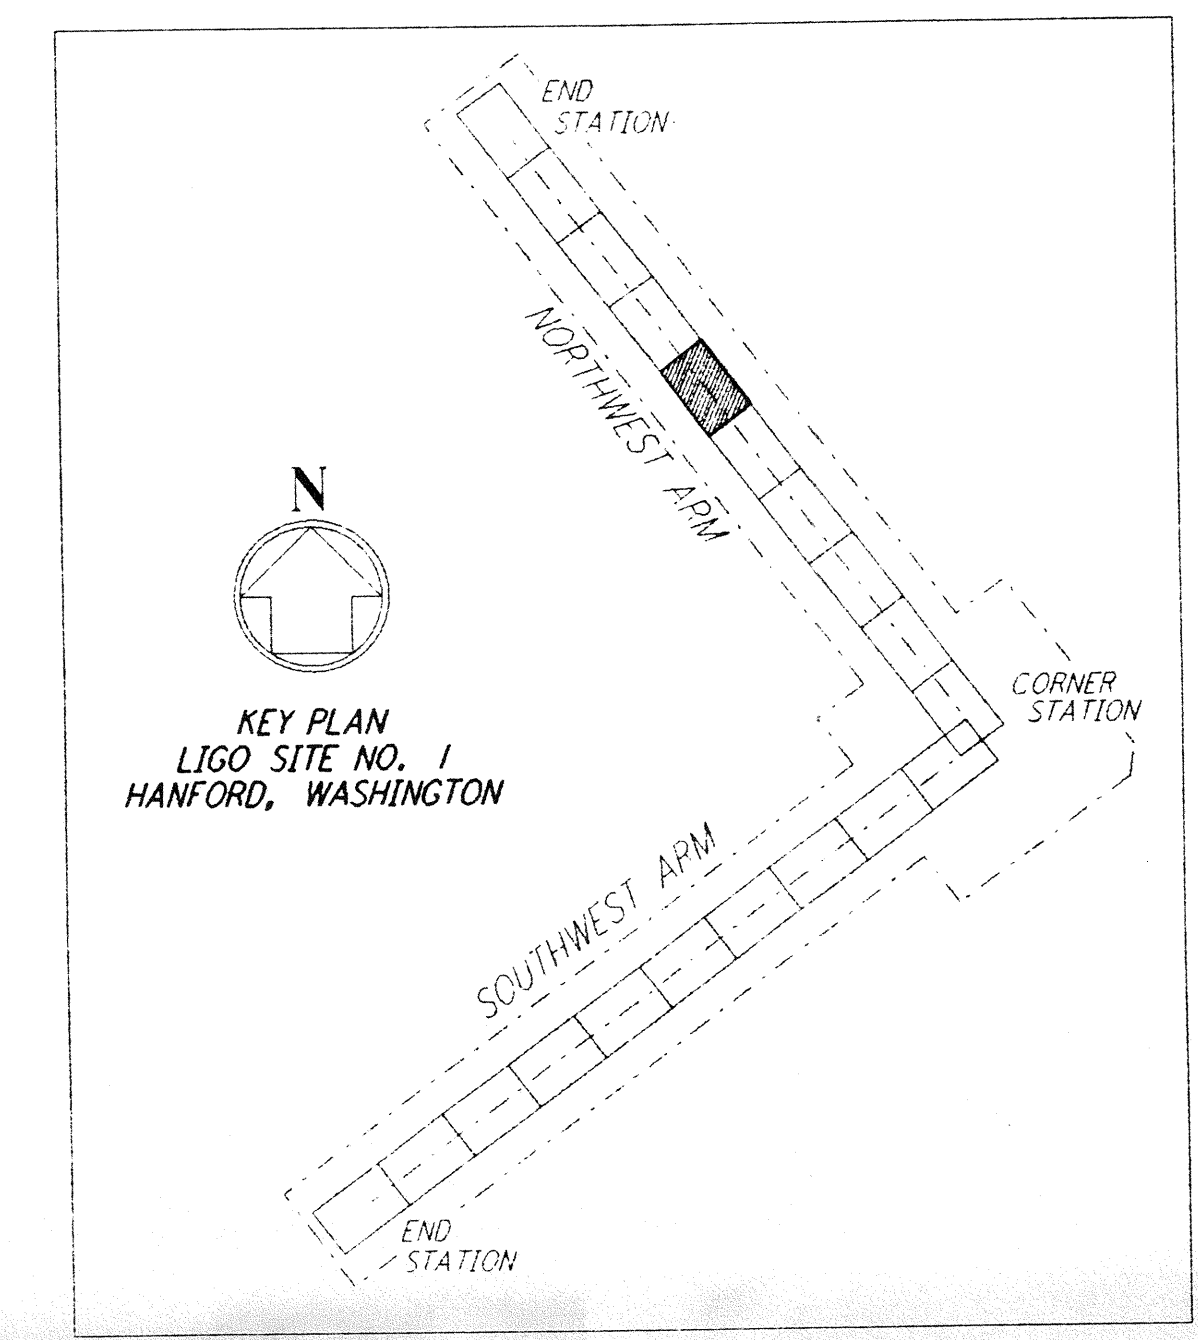 END
STATION
NORTHWEST ARM
N
CORNER
STATION
KEY PLAN
LIGO SITE NO. 1
HANFORD, WASHINGTON
SOUTHWEST ARM
END
STATION